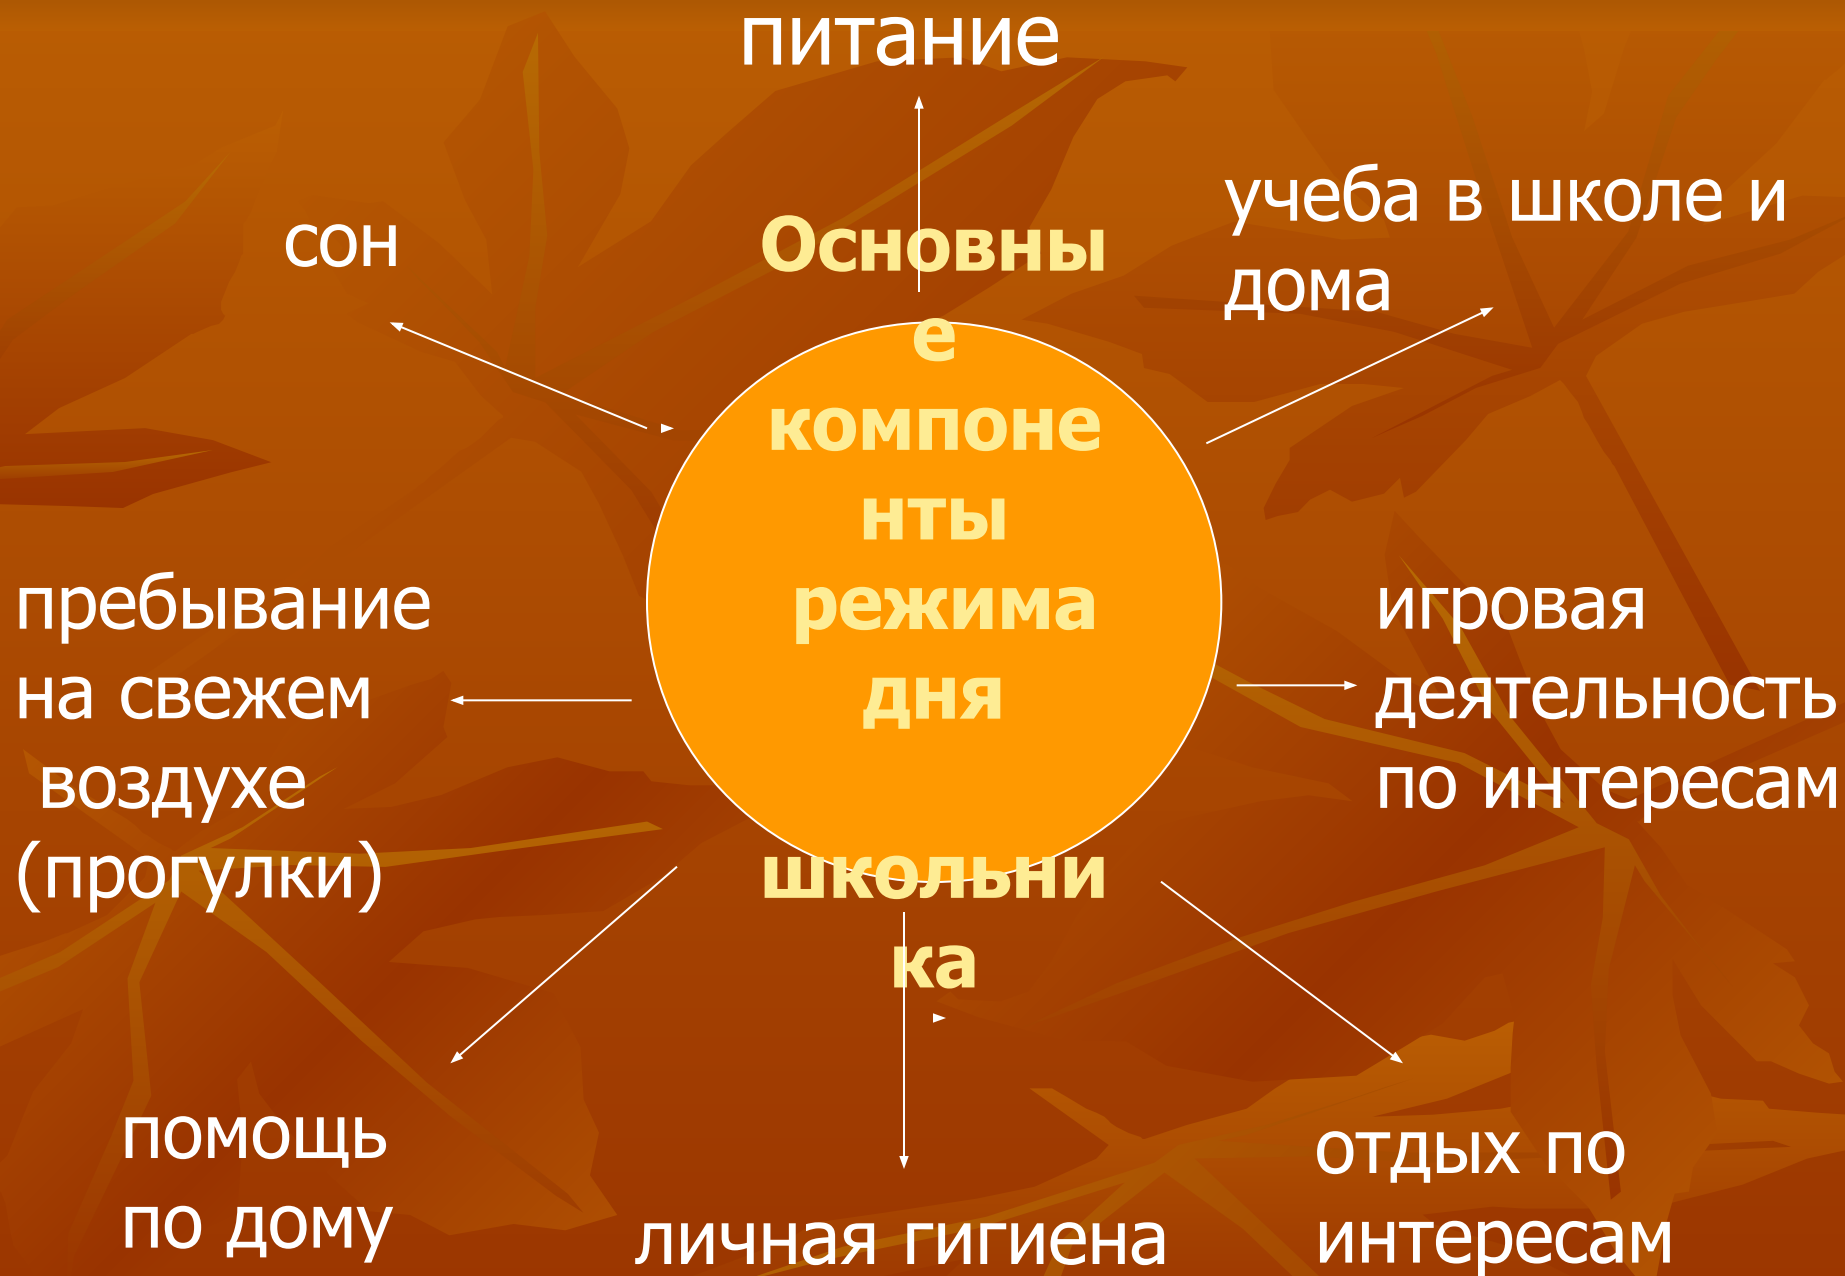 питание
сон
учеба в школе и
дома
Основны
е
компоне
нты
режима
дня
школьни
ка
пребывание
на свежем
воздухе
(прогулки)
игровая
деятельность
по интересам
помощь
по дому
личная гигиена
отдых по
интересам